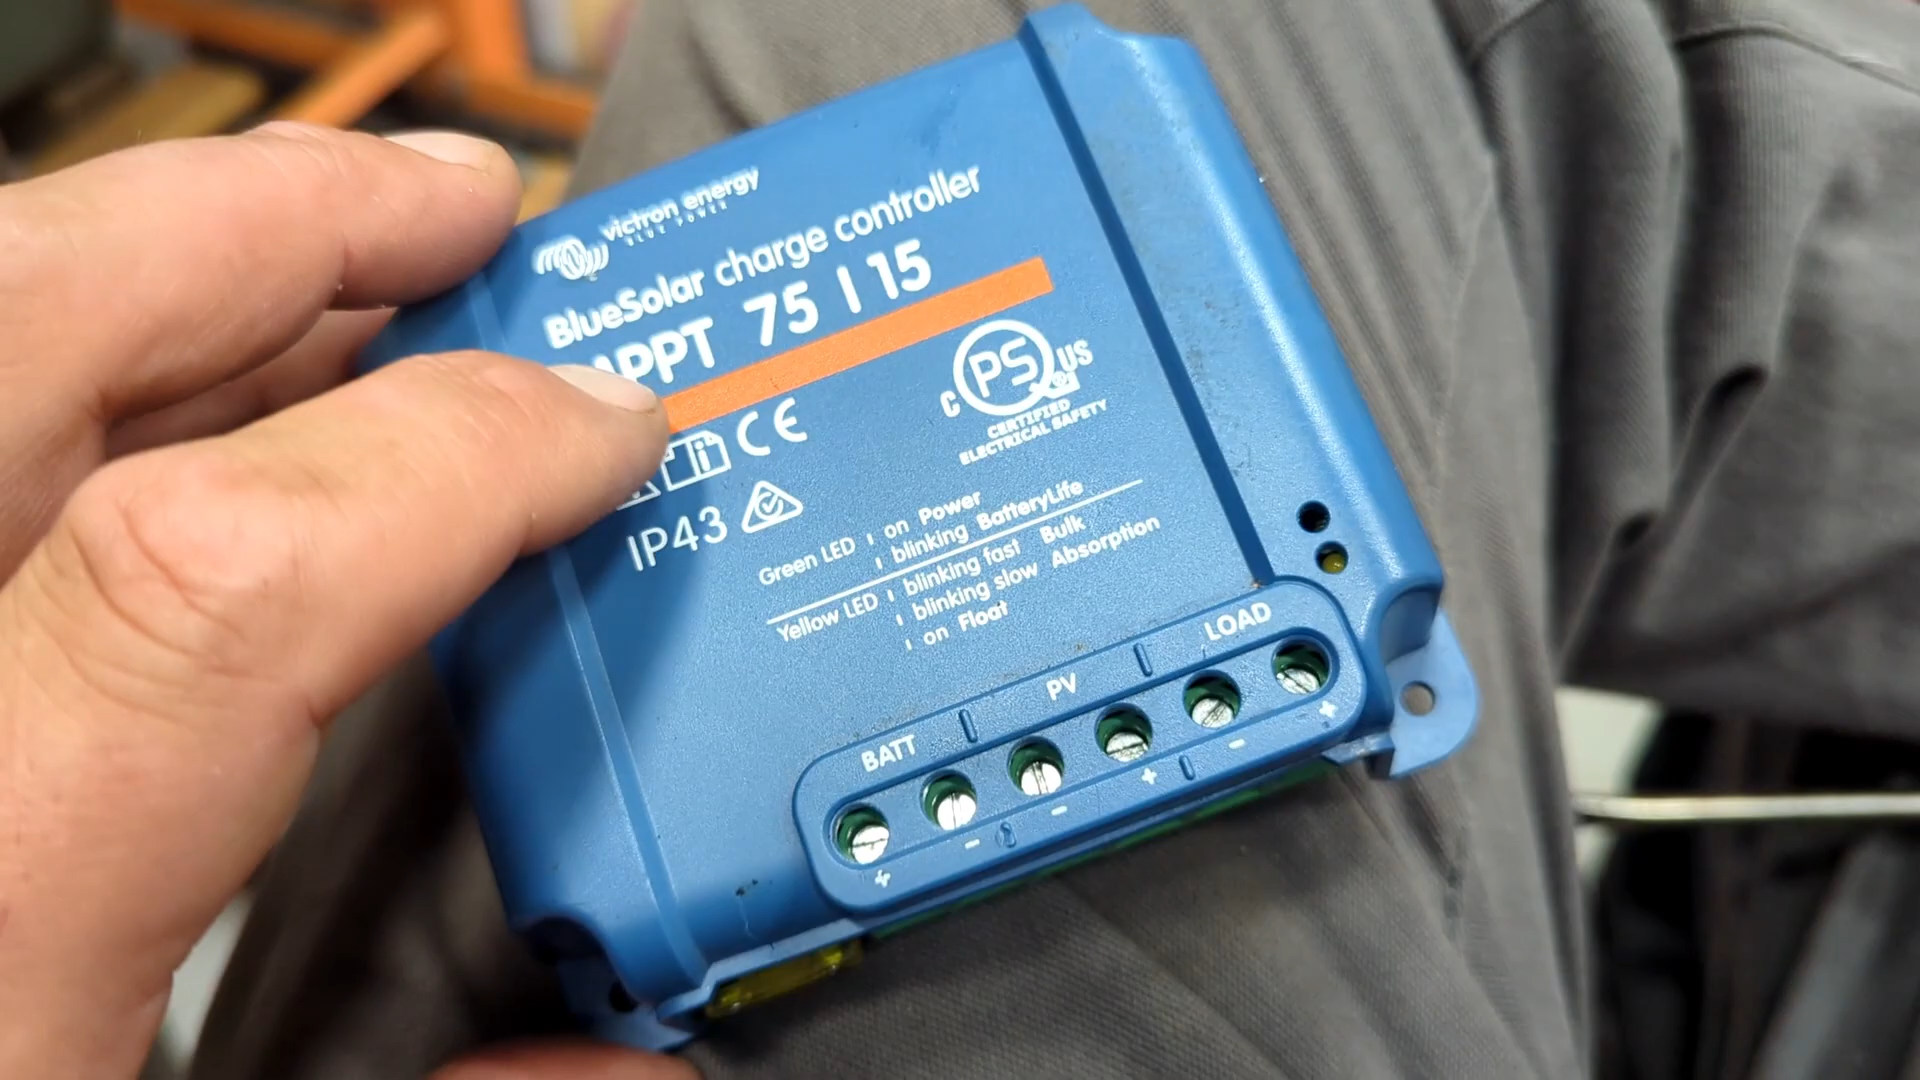 victron energy
BLUE POWER
BlueSolar charge controller
MPPT 75 | 15
CE
c PS US
CERTIFIED
ELECTRICAL SAFETY
IP43
Green LED on Power
blinking BatteryLife
Yellow LED blinking fast Bulk
blinking slow Absorption
on Float
BATT PV LOAD
+ - - + - +